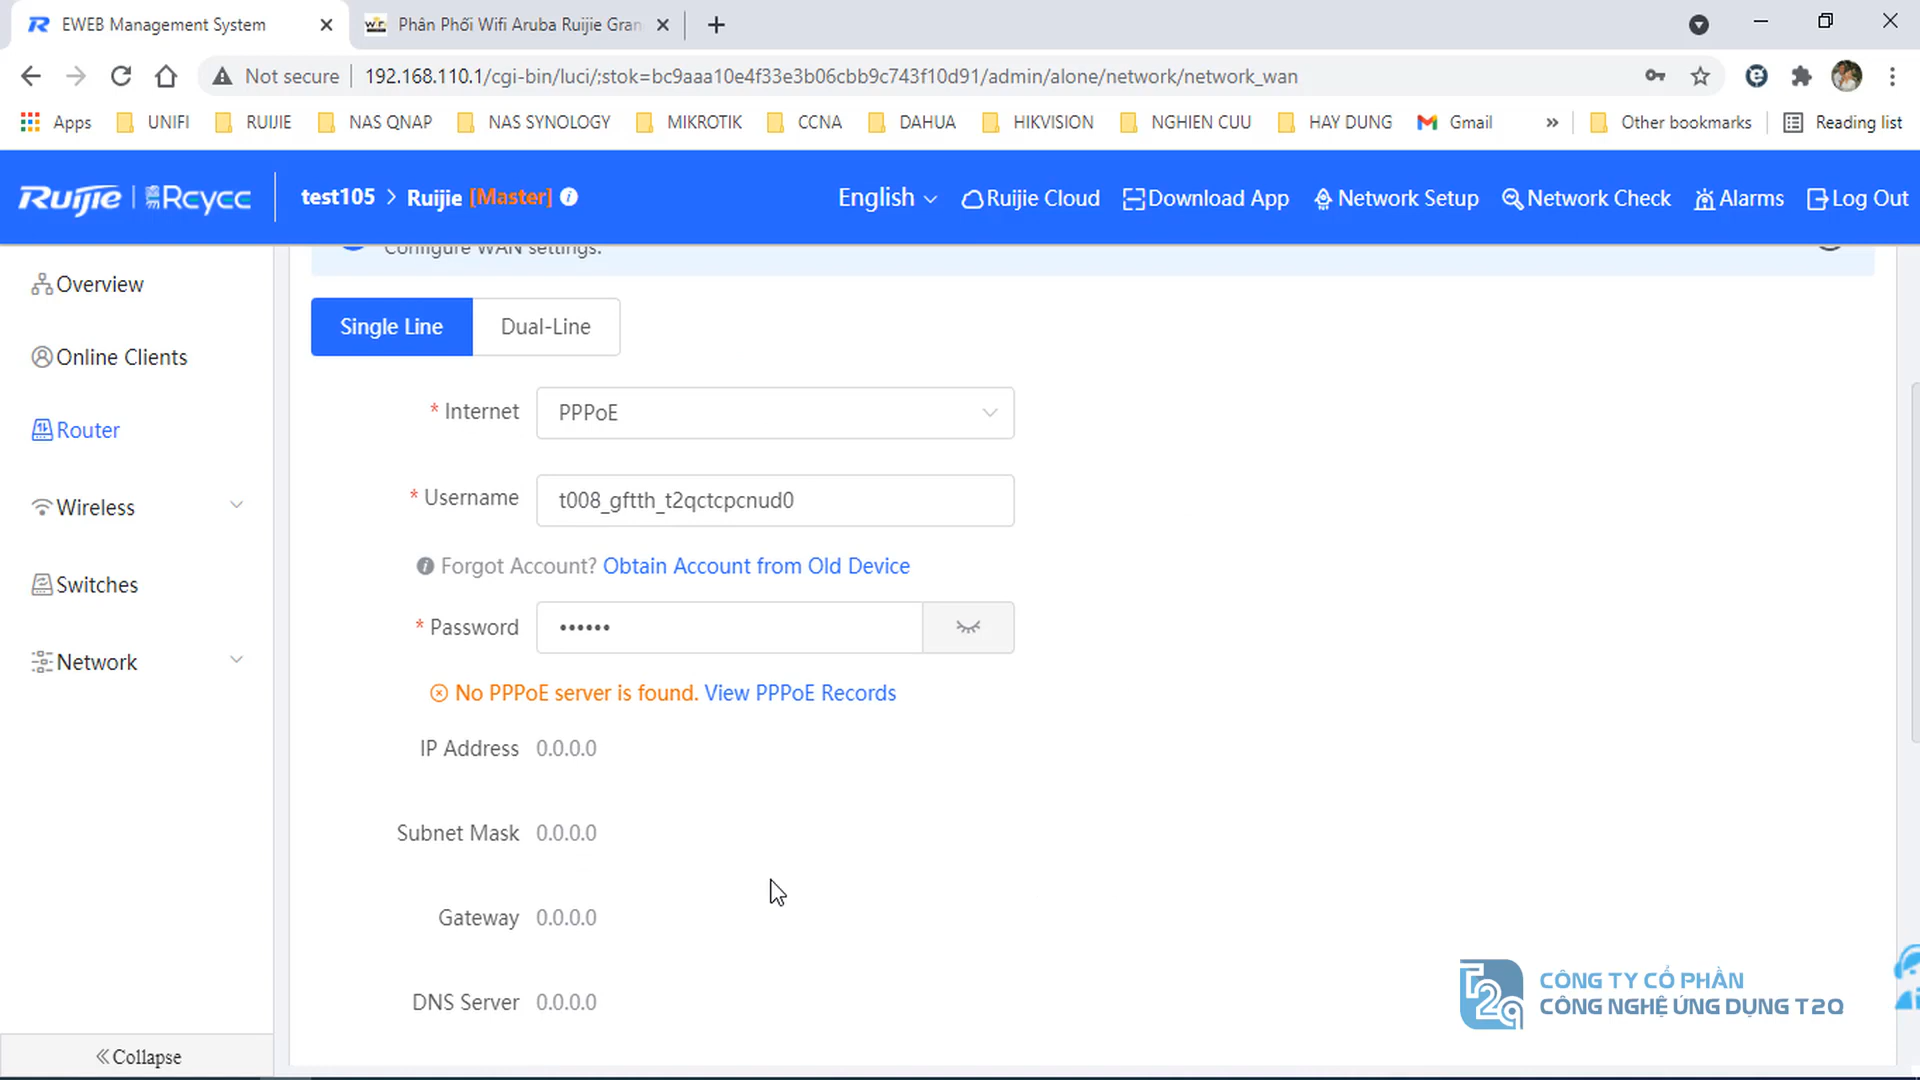 EWEB Management System
Phân Phối Wifi Aruba Ruijie Gran
Not secure
192.168.110.1/cgi-bin/luci/;stok=bc9aaa10e4f33e3b06cbb9c743f10d91/admin/alone/network/network_wan
Apps
UNIFI
RUIJIE
NAS QNAP
NAS SYNOLOGY
MIKROTIK
CCNA
DAHUA
HIKVISION
NGHIEN CUU
HAY DUNG
Gmail
»
Other bookmarks
Reading list
Ruijie | Reyee
test105 > Ruijie [Master]
English
Ruijie Cloud
Download App
Network Setup
Network Check
Alarms
Log Out
Configure WAN settings.
Overview
Online Clients
Router
Wireless
Switches
Network
Collapse
Single Line
Dual-Line
* Internet PPPoE
* Username t008_gftth_t2qctcpcnud0
Forgot Account? Obtain Account from Old Device
* Password ••••••
No PPPoE server is found. View PPPoE Records
IP Address 0.0.0.0
Subnet Mask 0.0.0.0
Gateway 0.0.0.0
DNS Server 0.0.0.0
T2Q
CÔNG TY CỔ PHẦN
CÔNG NGHỆ ỨNG DỤNG T2Q